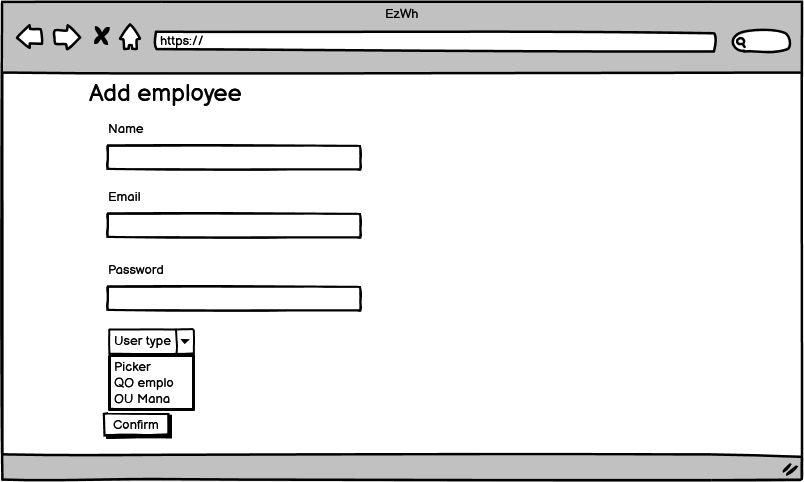 EzWh
https://
Add employee
Name
Email
Password
User type
Picker
QO emplo
OU Mana
Confirm